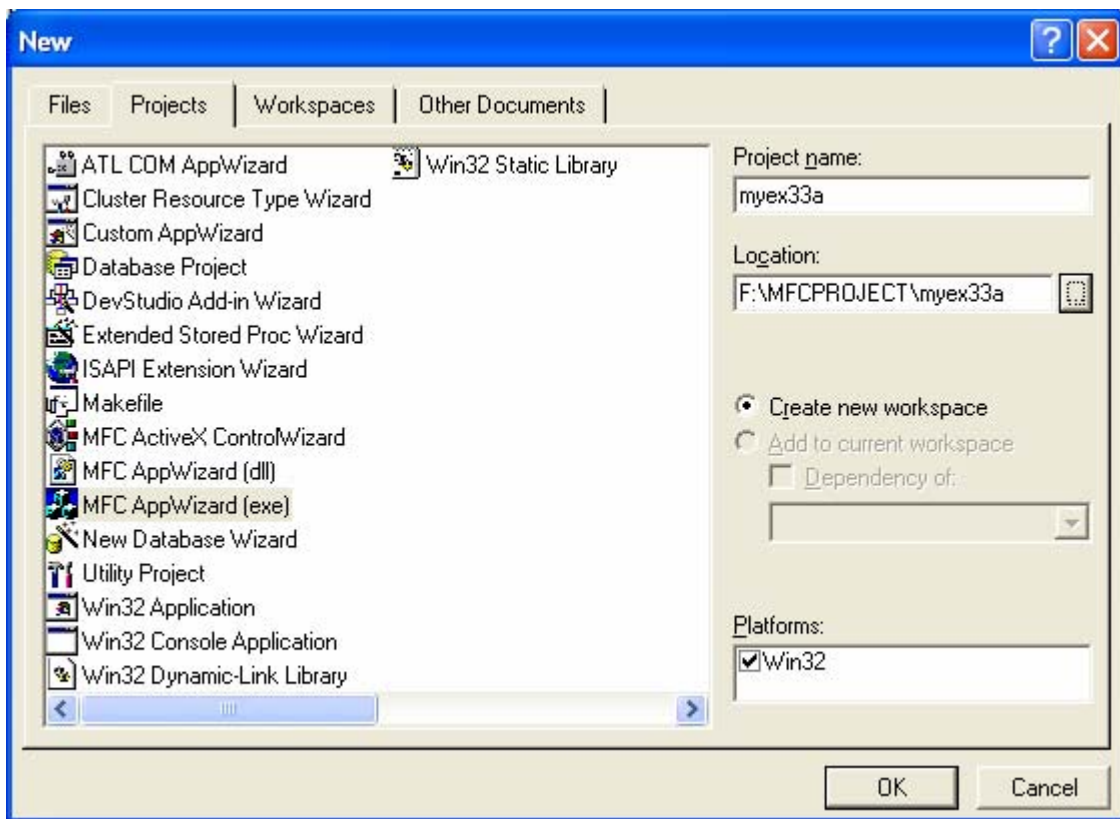 New
Files Projects Workspaces Other Documents
ATL COM AppWizard
Cluster Resource Type Wizard
Custom AppWizard
Database Project
DevStudio Add-in Wizard
Extended Stored Proc Wizard
ISAPI Extension Wizard
Makefile
MFC ActiveX ControlWizard
MFC AppWizard (dll)
MFC AppWizard (exe)
New Database Wizard
Utility Project
Win32 Application
Win32 Console Application
Win32 Dynamic-Link Library
Win32 Static Library
Project name:
myex33a
Location:
F:\MFCPROJECT\myex33a
Create new workspace
Add to current workspace
Dependency of:
Platforms:
Win32
OK Cancel